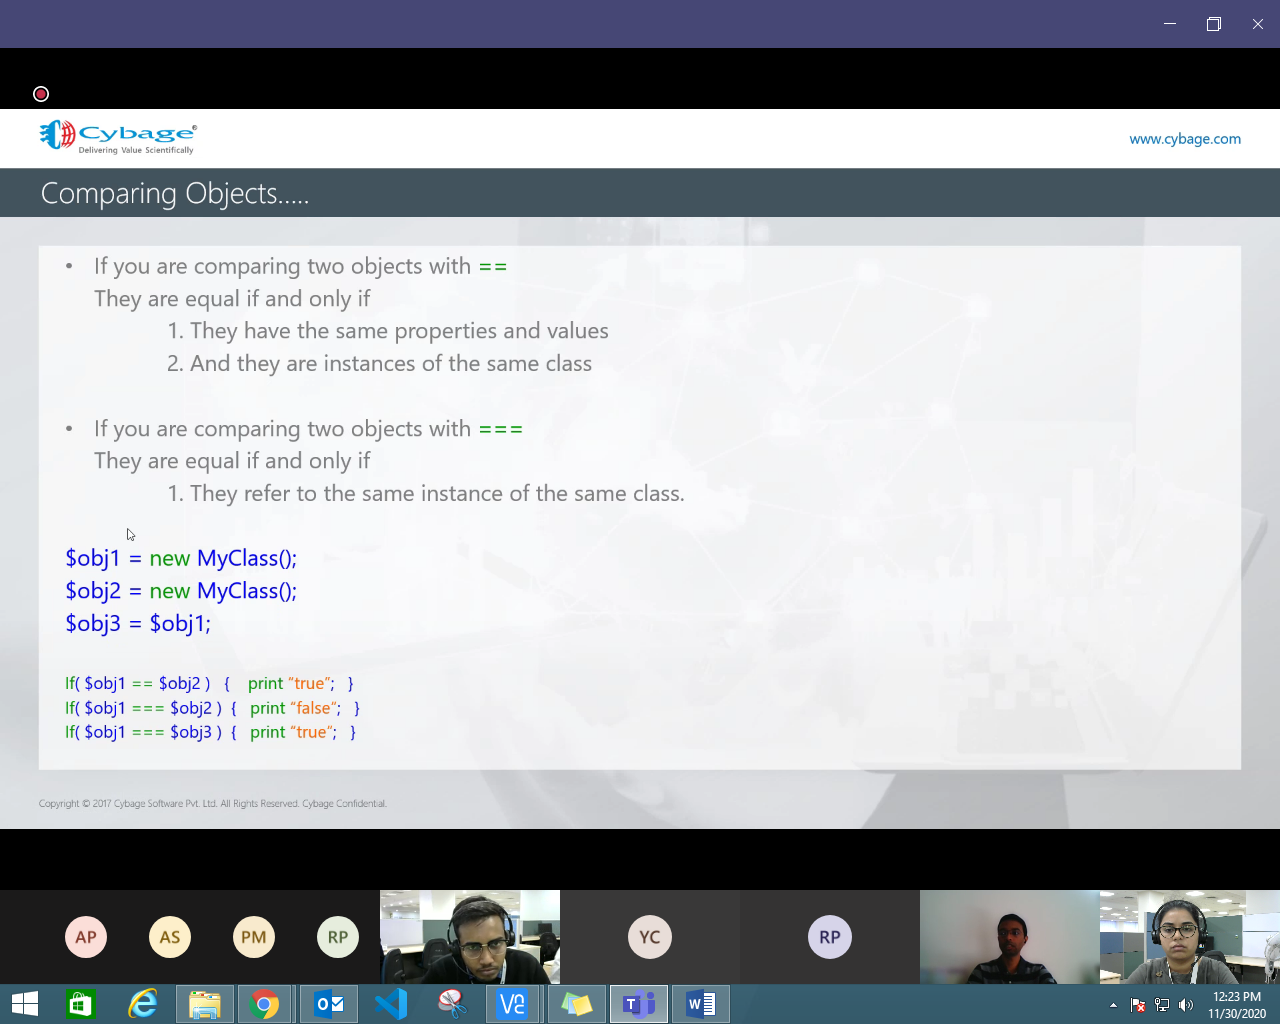 Cybage®
Delivering Value Scientifically
www.cybage.com
Comparing Objects.....
• If you are comparing two objects with ==
They are equal if and only if
1. They have the same properties and values
2. And they are instances of the same class
• If you are comparing two objects with ===
They are equal if and only if
1. They refer to the same instance of the same class.
$obj1 = new MyClass();
$obj2 = new MyClass();
$obj3 = $obj1;
If( $obj1 == $obj2 ) { print “true”; }
If( $obj1 === $obj2 ) { print “false”; }
If( $obj1 === $obj3 ) { print “true”; }
Copyright © 2017 Cybage Software Pvt. Ltd. All Rights Reserved. Cybage Confidential.
AP AS PM RP YC RP
12:23 PM
11/30/2020